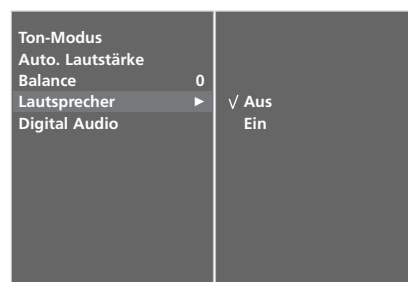 Ton-Modus
Auto. Lautstärke
Balance 0
Lautsprecher ►
Digital Audio
√ Aus
Ein